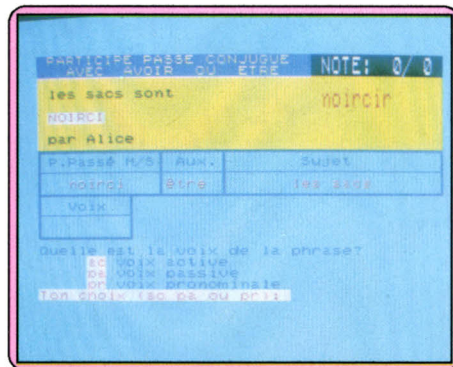 PARTICIPE PASSE CONJUGUE
AVEC AVOIR OU ETRE
NOTE: 0/ 0
les sacs sont
noircir
NOIRCI
par Alice
P.Passé M/S Aux. Sujet
noirci être les sacs
Voix
Quelle est la voix de la phrase?
ac voix active
pa voix passive
pr voix pronominale
Ton choix (ac pa ou pr):